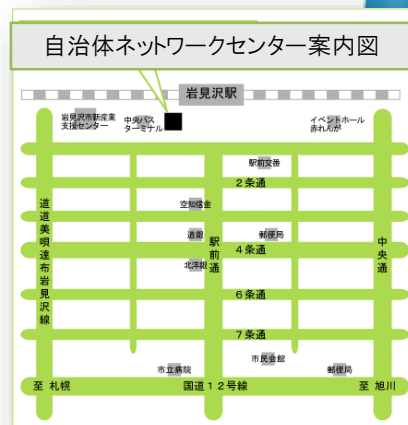 自治体ネットワークセンター案内図
岩見沢駅
岩見沢市新産業
支援センター
中央バス
ターミナル
イベントホール
赤れんが
駅前交番
2条通
空知信金
道銀
郵便局
4条通
北洋銀
道道美唄達布岩見沢線
駅前通
中央通
6条通
7条通
市民会館
市立病院
郵便局
至 札幌
国道12号線
至 旭川